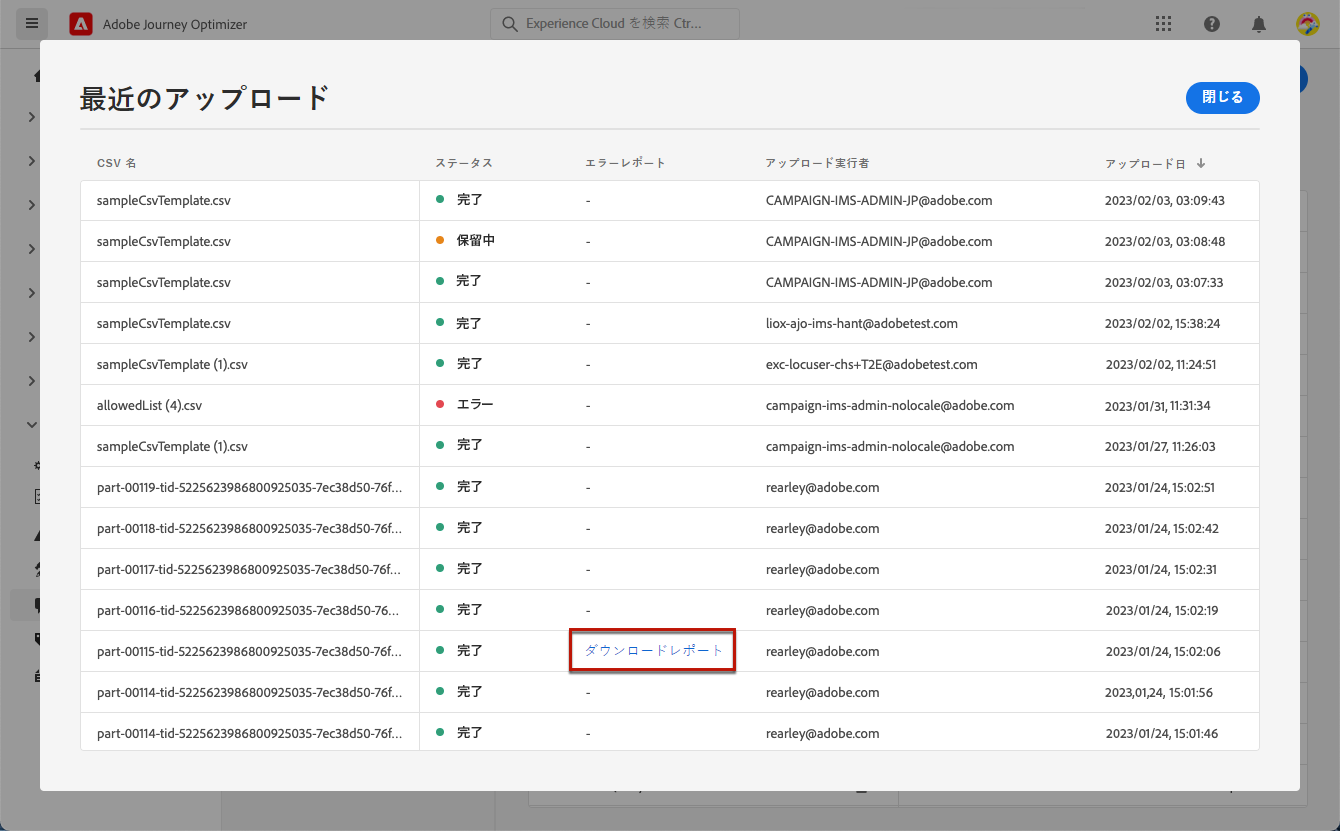 Adobe Journey Optimizer
Experience Cloud を検索 Ctr...
最近のアップロード
閉じる
CSV 名 ステータス エラーレポート アップロード実行者 アップロード日 ↓
sampleCsvTemplate.csv 完了 - CAMPAIGN-IMS-ADMIN-JP@adobe.com 2023/02/03, 03:09:43
sampleCsvTemplate.csv 保留中 - CAMPAIGN-IMS-ADMIN-JP@adobe.com 2023/02/03, 03:08:48
sampleCsvTemplate.csv 完了 - CAMPAIGN-IMS-ADMIN-JP@adobe.com 2023/02/03, 03:07:33
sampleCsvTemplate.csv 完了 - liox-ajo-ims-hant@adobetest.com 2023/02/02, 15:38:24
sampleCsvTemplate (1).csv 完了 - exc-locuser-chs+T2E@adobetest.com 2023/02/02, 11:24:51
allowedList (4).csv エラー - campaign-ims-admin-nolocale@adobe.com 2023/01/31, 11:31:34
sampleCsvTemplate (1).csv 完了 - campaign-ims-admin-nolocale@adobe.com 2023/01/27, 11:26:03
part-00119-tid-5225623986800925035-7ec38d50-76f... 完了 - rearley@adobe.com 2023/01/24, 15:02:51
part-00118-tid-5225623986800925035-7ec38d50-76f... 完了 - rearley@adobe.com 2023/01/24, 15:02:42
part-00117-tid-5225623986800925035-7ec38d50-76f... 完了 - rearley@adobe.com 2023/01/24, 15:02:31
part-00116-tid-5225623986800925035-7ec38d50-76... 完了 - rearley@adobe.com 2023/01/24, 15:02:19
part-00115-tid-5225623986800925035-7ec38d50-76f... 完了 ダウンロードレポート rearley@adobe.com 2023/01/24, 15:02:06
part-00114-tid-5225623986800925035-7ec38d50-76f... 完了 - rearley@adobe.com 2023,01,24, 15:01:56
part-00114-tid-5225623986800925035-7ec38d50-76f... 完了 - rearley@adobe.com 2023/01/24, 15:01:46